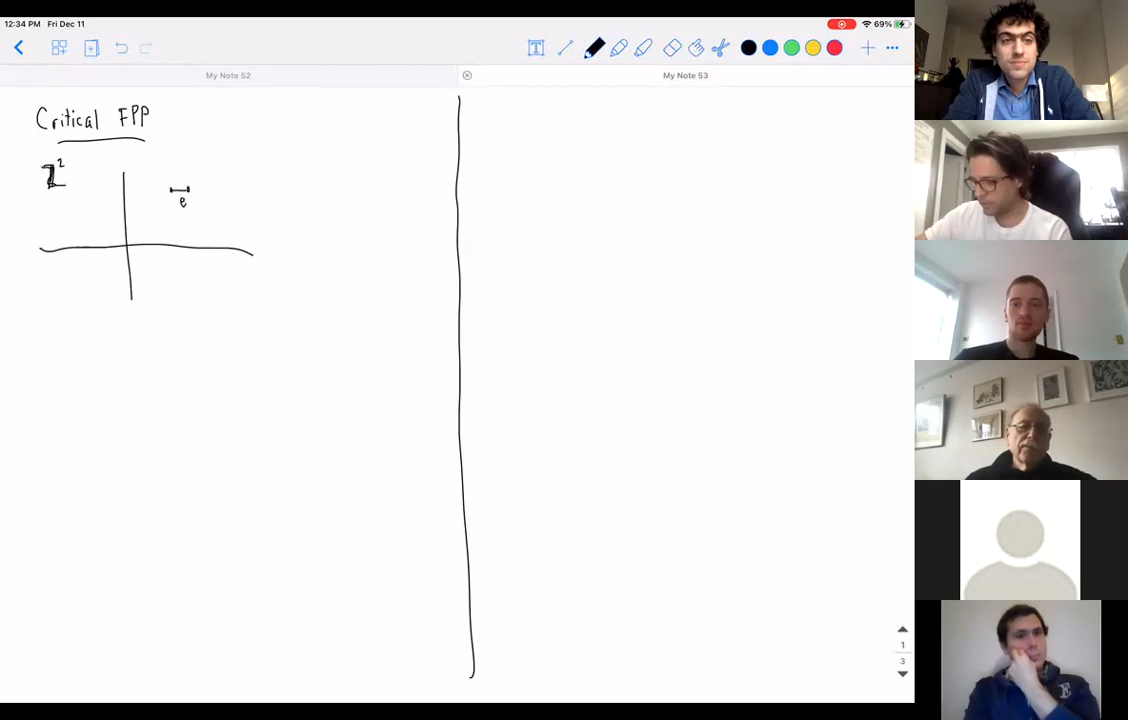 12:34 PM Fri Dec 11
69%
My Note 52
My Note 53
Critical FPP
ℤ²
e
1
3